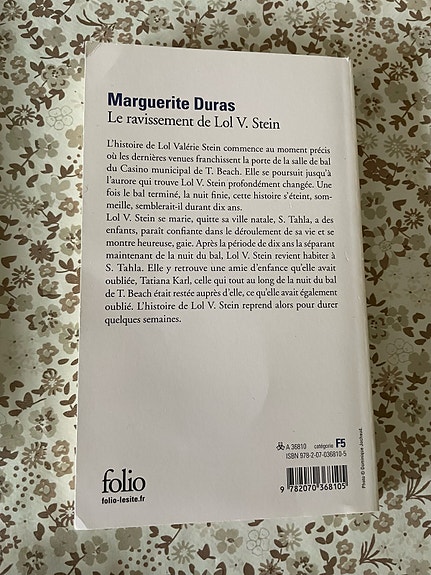 Marguerite Duras
Le ravissement de Lol V. Stein
L'histoire de Lol Valérie Stein commence au moment précis
où les dernières venues franchissent la porte de la salle de bal
du Casino municipal de T. Beach. Elle se poursuit jusqu'à
l'aurore qui trouve Lol V. Stein profondément changée. Une
fois le bal terminé, la nuit finie, cette histoire s'éteint, som-
meille, semblerait-il durant dix ans.
Lol V. Stein se marie, quitte sa ville natale, S. Tahla, a des
enfants, paraît confiante dans le déroulement de sa vie et se
montre heureuse, gaie. Après la période de dix ans la séparant
maintenant de la nuit du bal, Lol V. Stein revient habiter à
S. Tahla. Elle y retrouve une amie d'enfance qu'elle avait
oubliée, Tatiana Karl, celle qui tout au long de la nuit du bal
de T. Beach était restée auprès d'elle, ce qu'elle avait également
oublié. L'histoire de Lol V. Stein reprend alors pour durer
quelques semaines.
folio
folio-lesite.fr
A 36810 catégorie F5
ISBN 978-2-07-036810-5
9 782070 368105